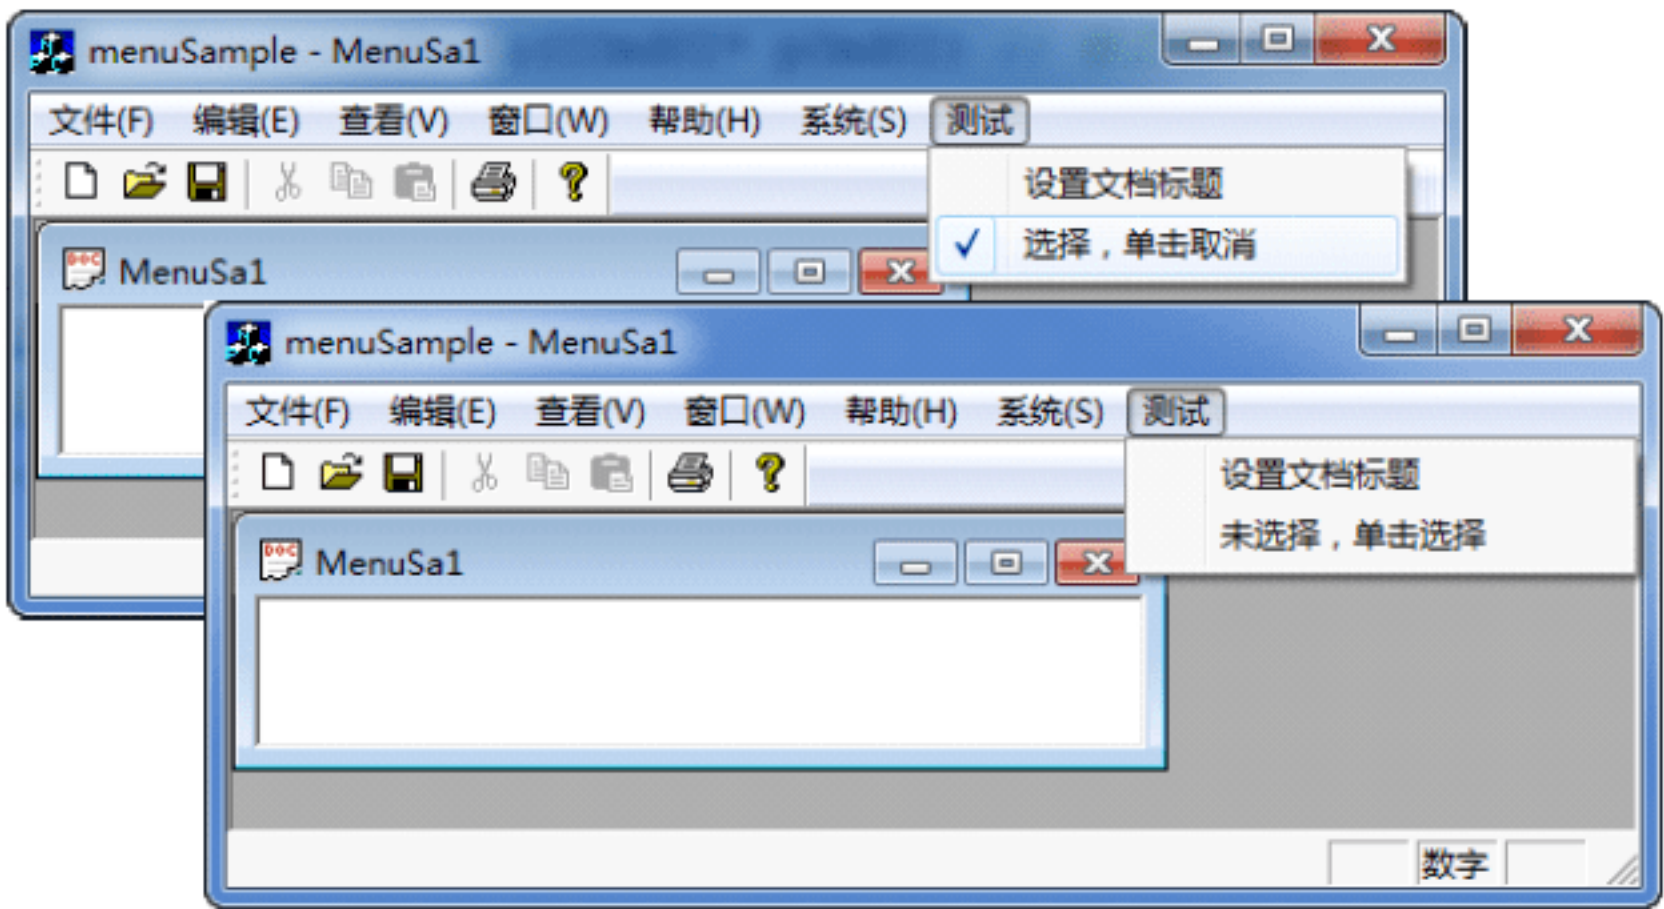 menuSample - MenuSa1
文件(F) 编辑(E) 查看(V) 窗口(W) 帮助(H) 系统(S) 测试
设置文档标题
选择，单击取消
DOC MenuSa1
menuSample - MenuSa1
文件(F) 编辑(E) 查看(V) 窗口(W) 帮助(H) 系统(S) 测试
设置文档标题
未选择，单击选择
DOC MenuSa1
数字